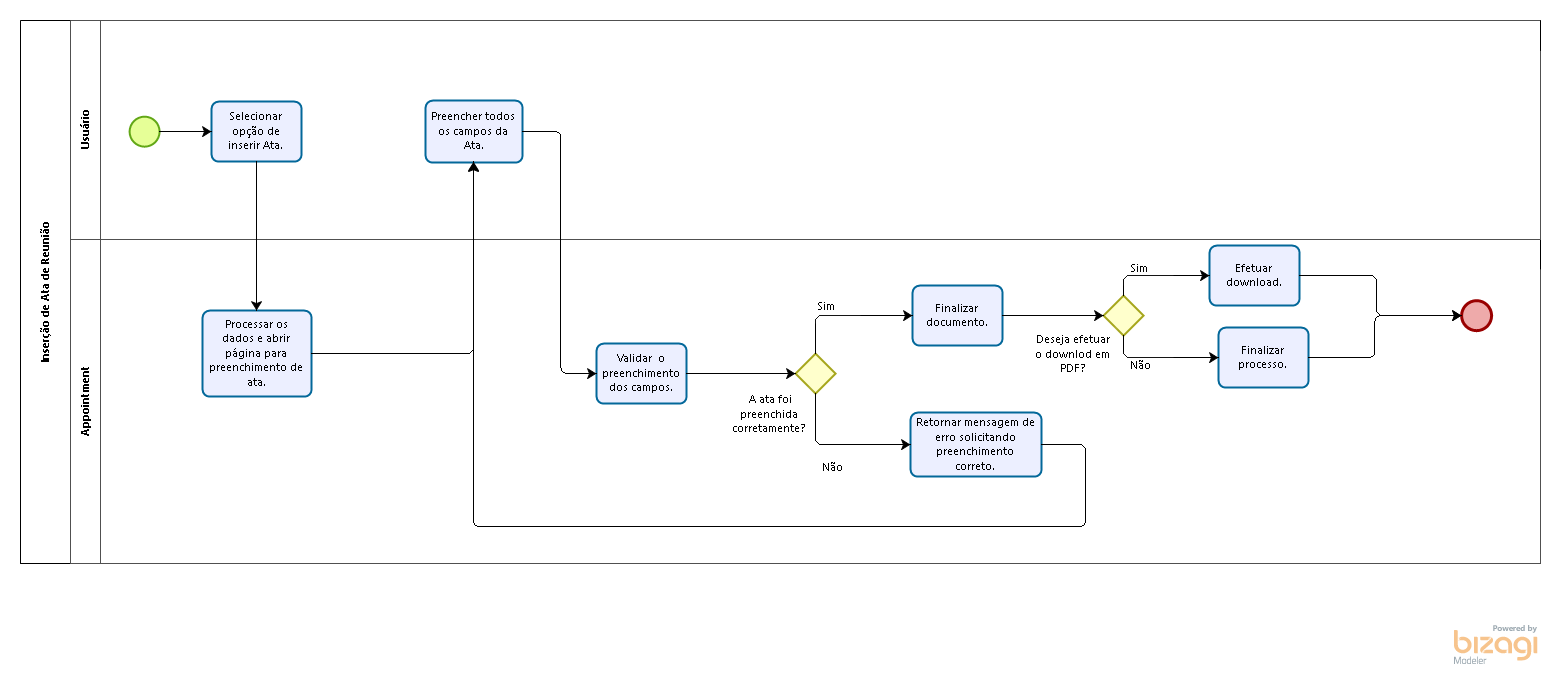 Inserção de Ata de Reunião
Usuário
Selecionar
opção de
inserir Ata.
Preencher todos
os campos da
Ata.
Appointment
Processar os
dados e abrir
página para
preenchimento de
ata.
Validar o
preenchimento
dos campos.
A ata foi
preenchida
corretamente?
Sim
Finalizar
documento.
Não
Retornar mensagem de
erro solicitando
preenchimento
correto.
Deseja efetuar
o downlod em
PDF?
Sim
Efetuar
download.
Não
Finalizar
processo.
Powered by
bizagi
Modeler